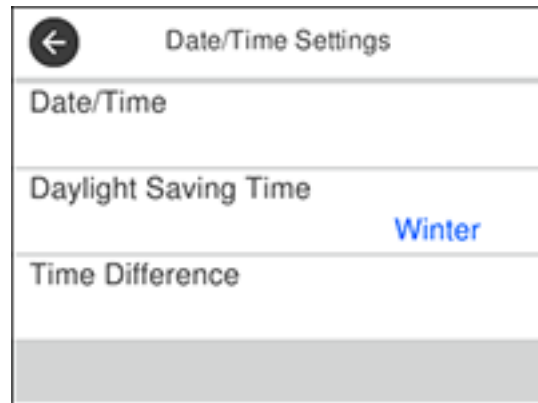 Date/Time Settings
Date/Time
Daylight Saving Time
Winter
Time Difference